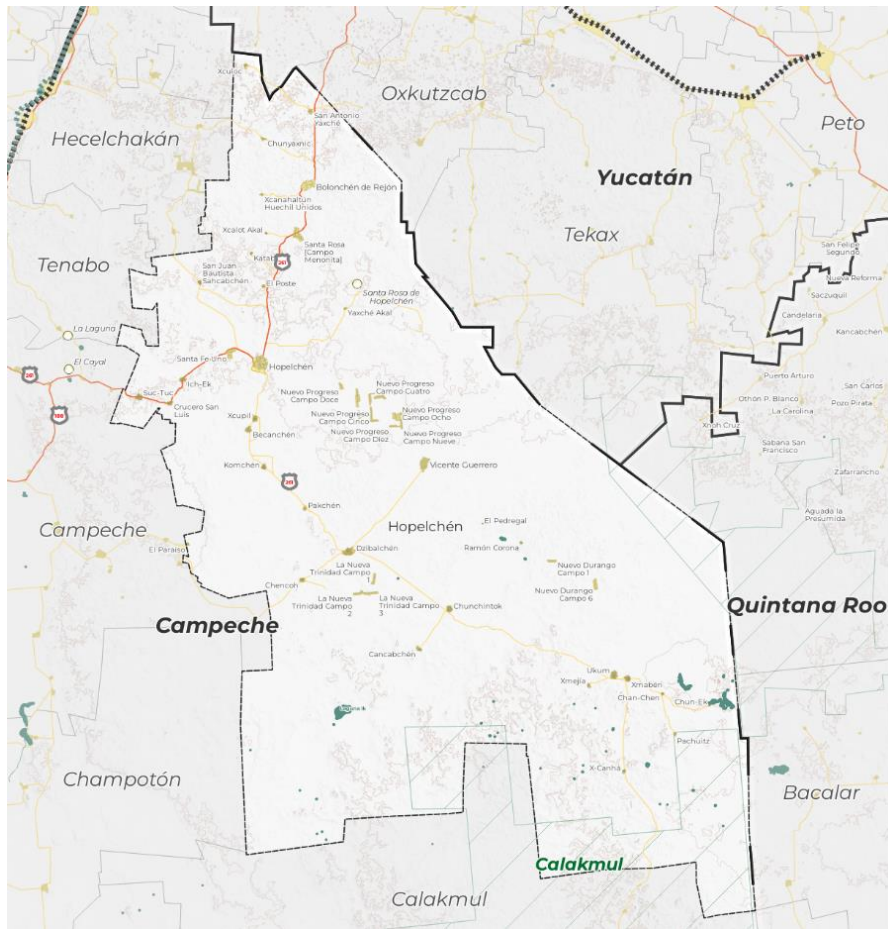 Oxkutzcab
Xculoc
Peto
San Antonio
Yaxché
Hecelchakán
Chunyaxnic
Yucatán
Bolonchén de Rejón
Xcanahaltún
Huechil Unidos
Xcalot Akal
Tekax
Santa Rosa
[Campo
Menonita]
San Felipe
Segundo
Tenabo
261
San Juan
Bautista
Sahcabchén
El Poste
Nueva Reforma
Santa Rosa de
Hopelchén
Saczuquil
Yaxché Akal
Candelaria
La Laguna
Kancabchén
Santa Fe Uno
Hopelchén
El Cayal
Puerto Arturo
Ich-Ek
Nuevo Progreso
Campo Doce
Nuevo Progreso
Campo Cuatro
San Carlos
Suc-Tuc
Othón P. Blanco
Pozo Pirata
Crucero San
Luis
La Carolina
Xcupil
Nuevo Progreso
Campo Cinco
Nuevo Progreso
Campo Ocho
Xnoh Cruz
Becanchén
Nuevo Progreso
Campo Diez
Nuevo Progreso
Campo Nueve
Sabana San
Francisco
Komchén
Vicente Guerrero
Zafarrancho
Pakchén
Aguada la
Presumida
Campeche
Hopelchén
El Pedregal
El Paraíso
Dzibalchén
Ramón Corona
La Nueva
Trinidad Campo
1
Nuevo Durango
Campo 1
Chencoh
Nuevo Durango
Campo 6
La Nueva
Trinidad Campo
2
La Nueva
Trinidad Campo
3
Chunchintok
Quintana Roo
Campeche
Cancabchén
Ukum
Xmejía
Xmabén
Chan-Chen
Chun-Ek
Pachuitz
X-Canhá
Champotón
Bacalar
Calakmul
Calakmul